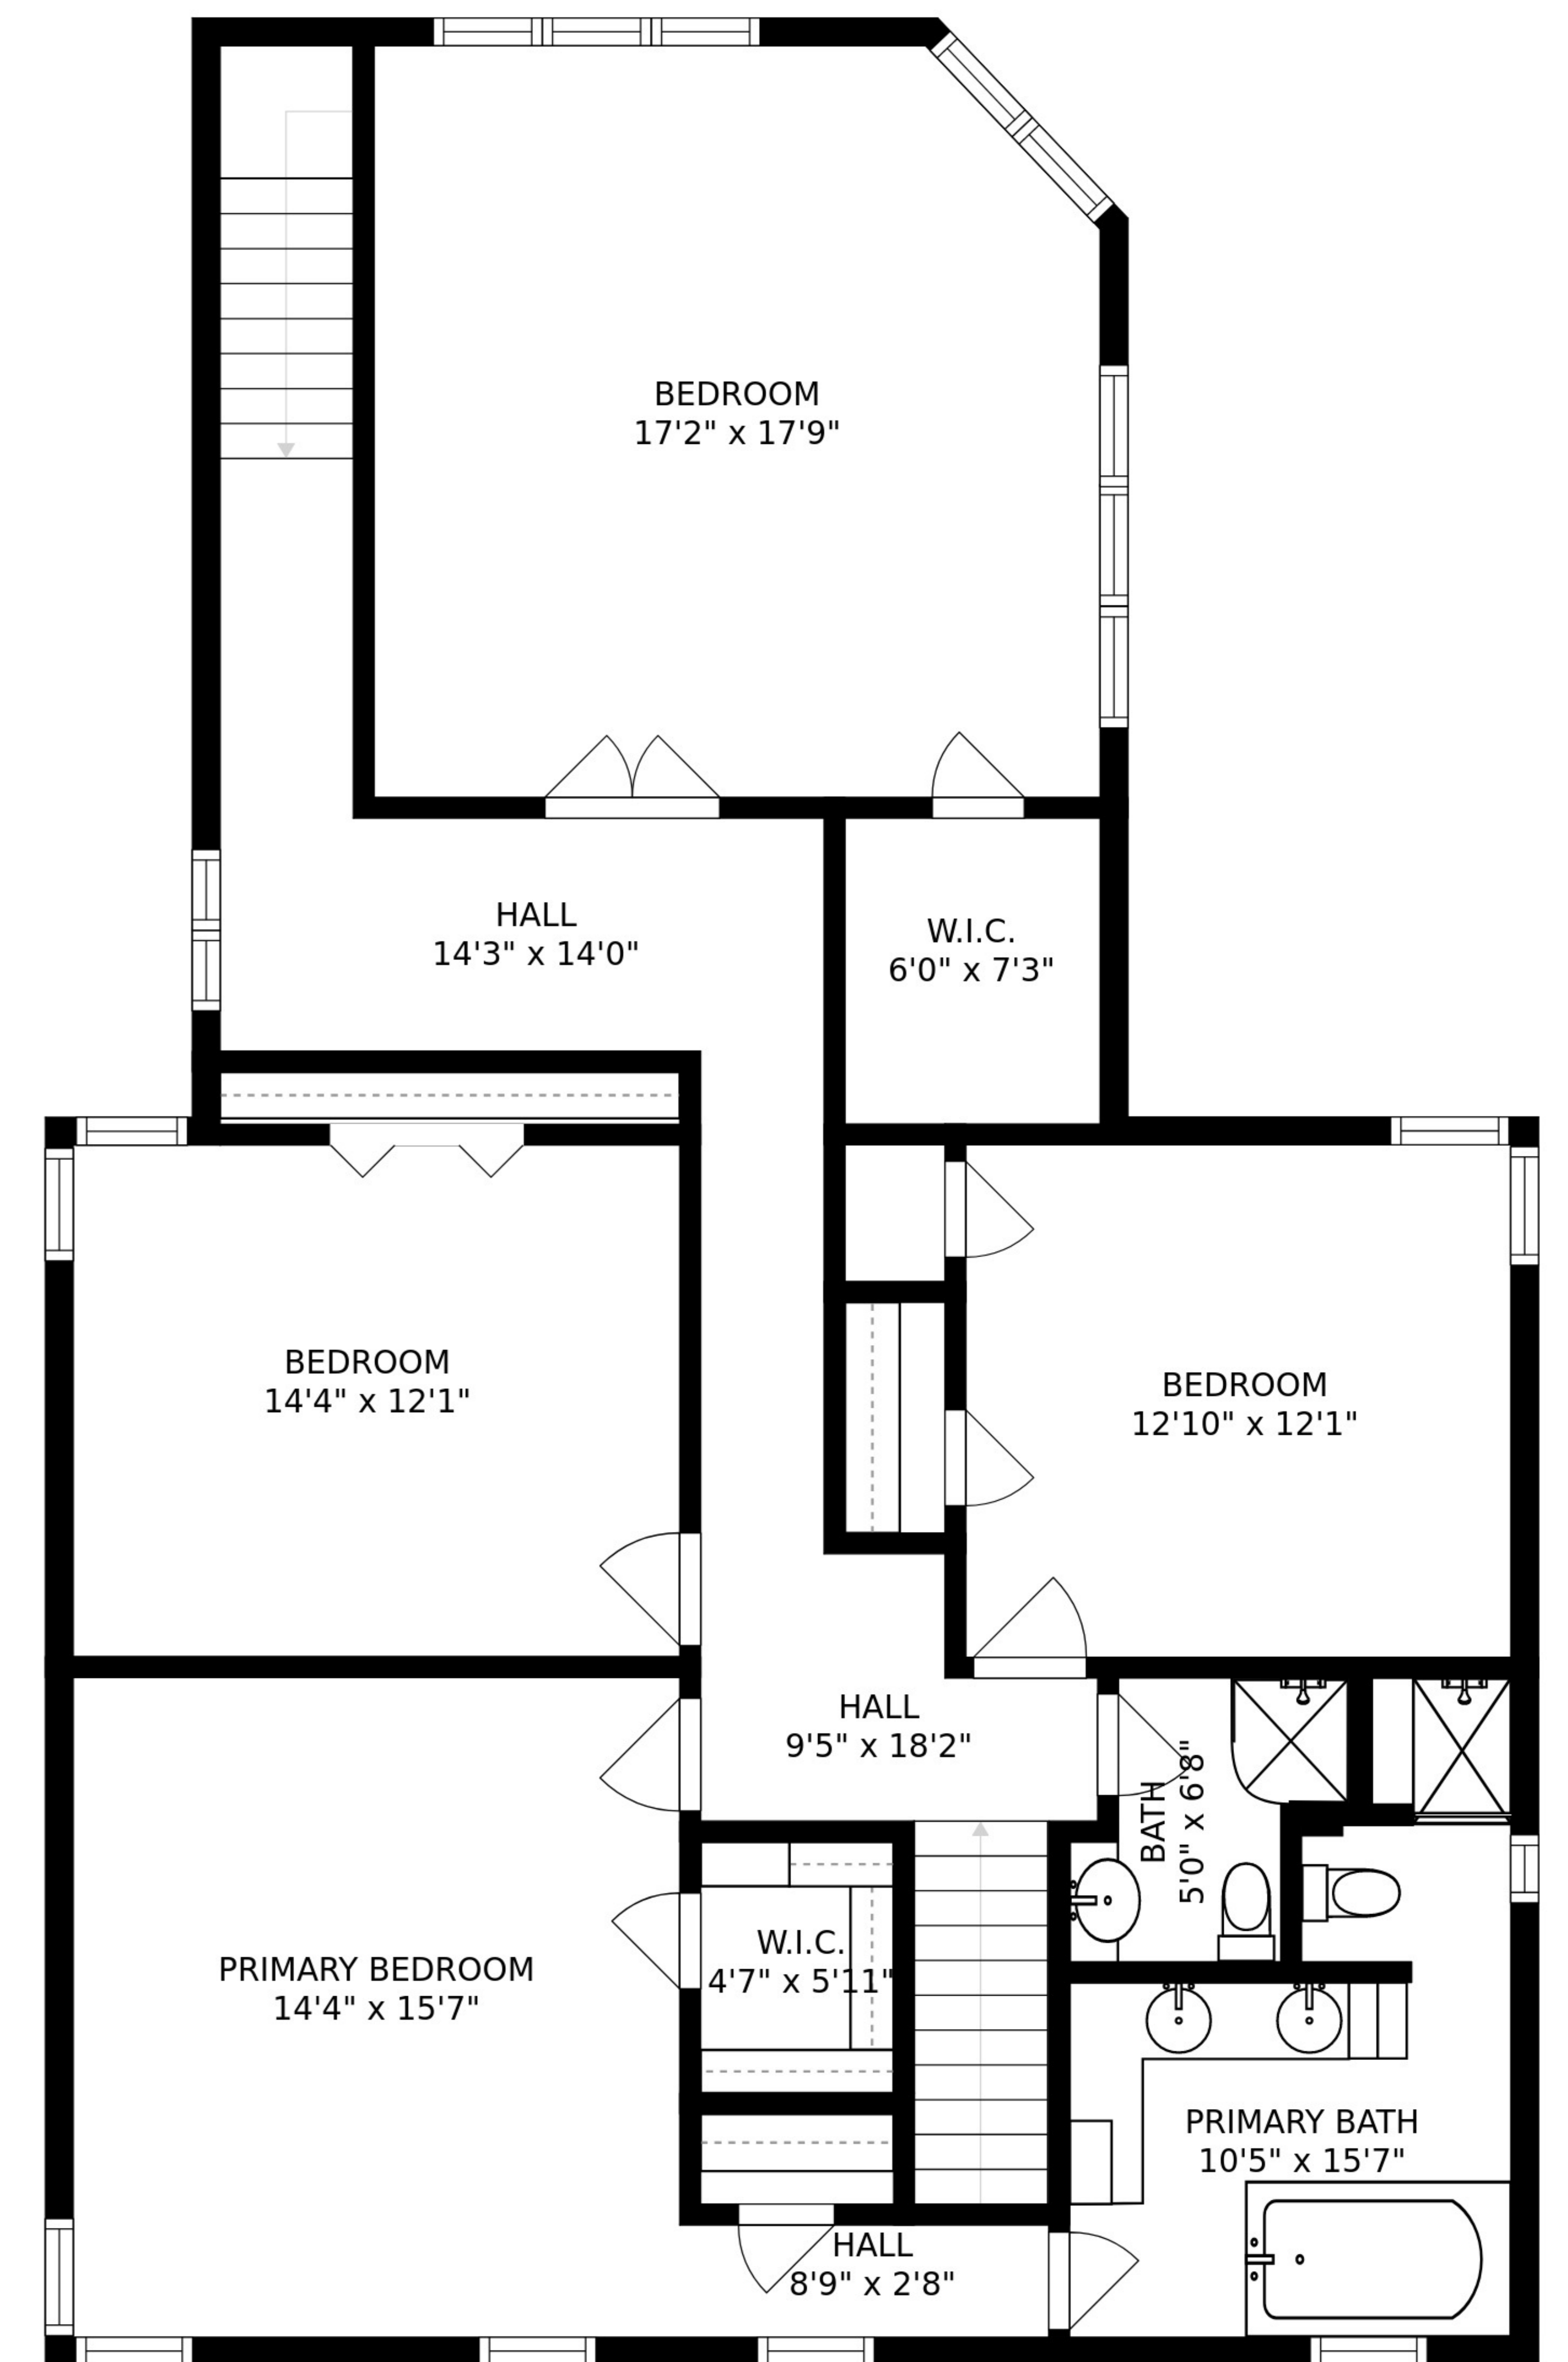 BEDROOM
17'2" x 17'9"
HALL
14'3" x 14'0"
W.I.C.
6'0" x 7'3"
BEDROOM
14'4" x 12'1"
BEDROOM
12'10" x 12'1"
HALL
9'5" x 18'2"
BATH
5'0" x 6'8"
W.I.C.
4'7" x 5'11"
PRIMARY BEDROOM
14'4" x 15'7"
PRIMARY BATH
10'5" x 15'7"
HALL
8'9" x 2'8"